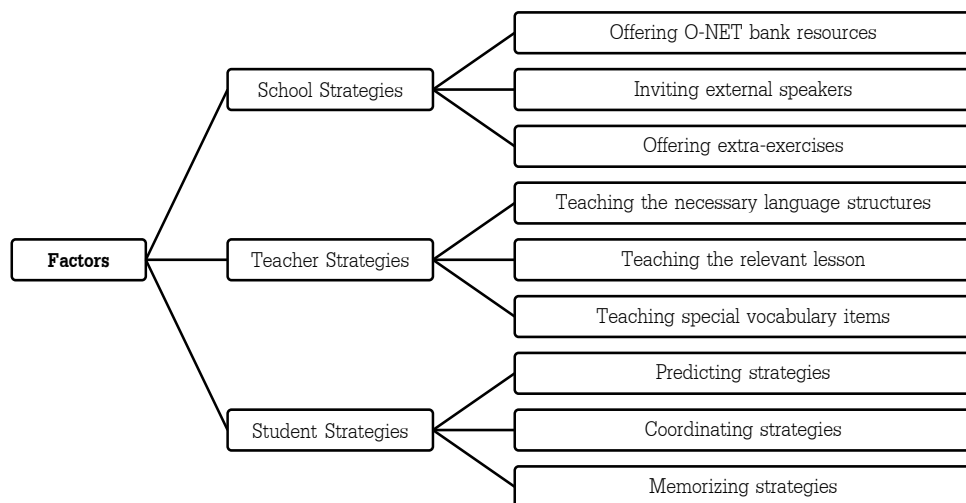 Factors
School Strategies
Offering O-NET bank resources
Inviting external speakers
Offering extra-exercises
Teacher Strategies
Teaching the necessary language structures
Teaching the relevant lesson
Teaching special vocabulary items
Student Strategies
Predicting strategies
Coordinating strategies
Memorizing strategies